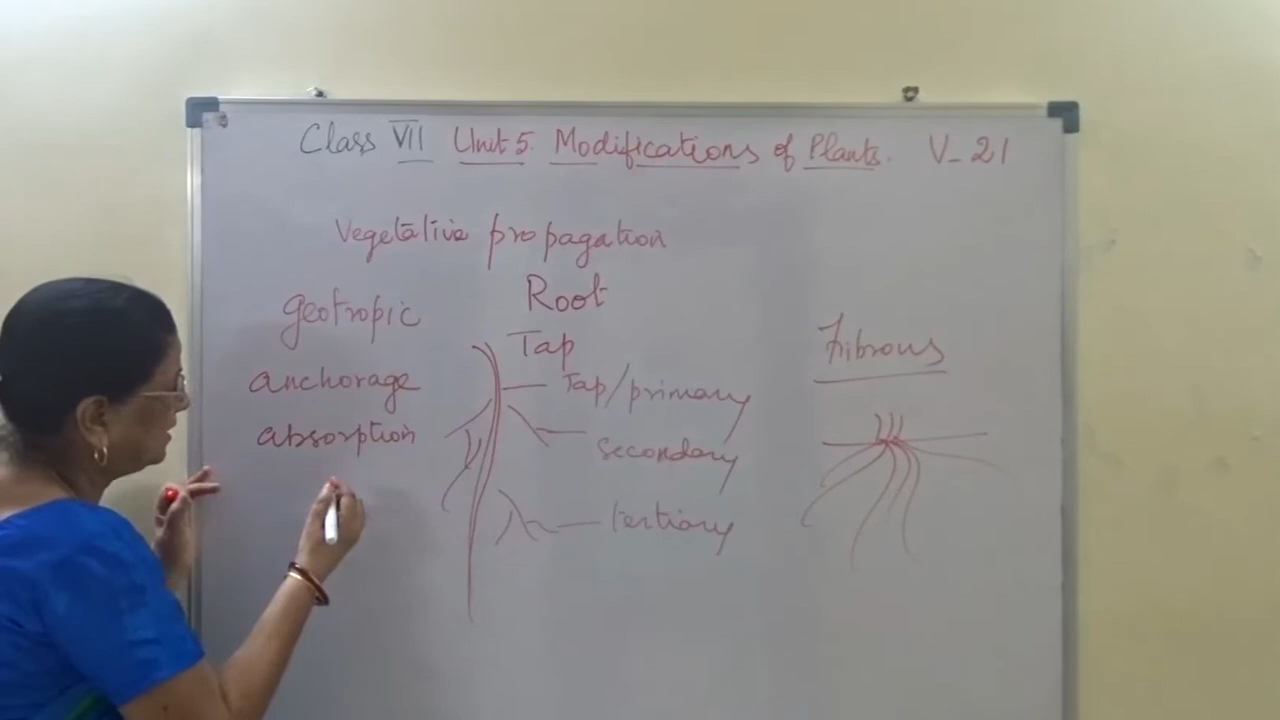 Class VII Unit 5. Modifications of Plants. V-21
Vegetative propagation
Root
geotropic
Tap
Fibrous
anchorage
Tap/primary
absorption
secondary
tertiary